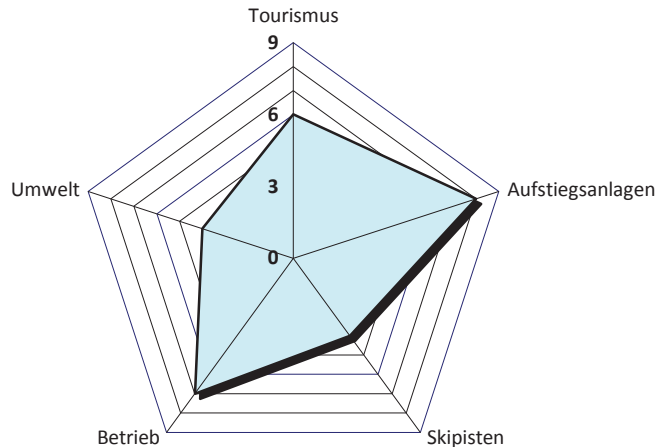 Tourismus
9
6
3
0
Umwelt
Aufstiegsanlagen
Betrieb
Skipisten